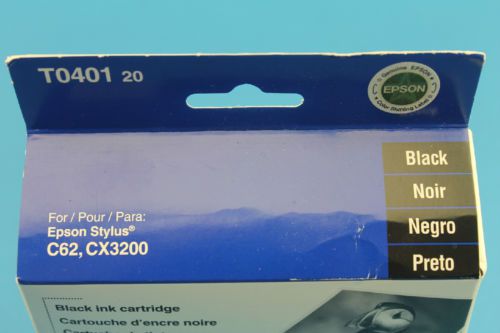 T0401 20
Genuine EPSON
EPSON
Color Shifting Label
Black
Noir
Negro
Preto
For / Pour / Para:
Epson Stylus®
C62, CX3200
Black ink cartridge
Cartouche d'encre noire